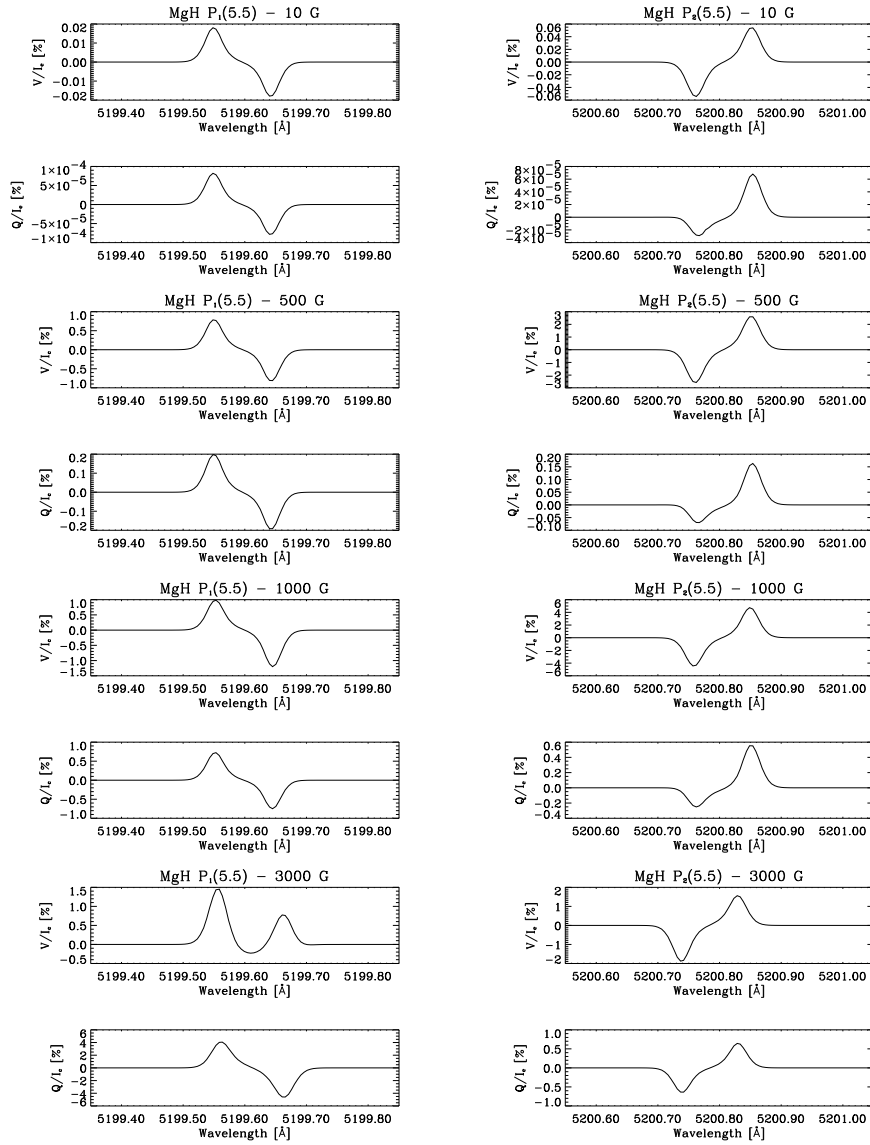 MgH P₁(5.5) − 10 G
V/Ic [%]
0.02
0.01
0.00
−0.01
−0.02
5199.40 5199.50 5199.60 5199.70 5199.80
Wavelength [Å]
MgH P₂(5.5) − 10 G
V/Ic [%]
0.06
0.04
0.02
0.00
−0.02
−0.04
−0.06
5200.60 5200.70 5200.80 5200.90 5201.00
Wavelength [Å]
Q/Ic [%]
1×10⁻⁴
5×10⁻⁵
0
−5×10⁻⁵
−1×10⁻⁴
5199.40 5199.50 5199.60 5199.70 5199.80
Wavelength [Å]
Q/Ic [%]
8×10⁻⁵
6×10⁻⁵
4×10⁻⁵
2×10⁻⁵
0
−2×10⁻⁵
−4×10⁻⁵
5200.60 5200.70 5200.80 5200.90 5201.00
Wavelength [Å]
MgH P₁(5.5) − 500 G
V/Ic [%]
1.0
0.5
0.0
−0.5
−1.0
5199.40 5199.50 5199.60 5199.70 5199.80
Wavelength [Å]
MgH P₂(5.5) − 500 G
V/Ic [%]
3
2
1
0
−1
−2
−3
5200.60 5200.70 5200.80 5200.90 5201.00
Wavelength [Å]
Q/Ic [%]
0.2
0.1
0.0
−0.1
−0.2
5199.40 5199.50 5199.60 5199.70 5199.80
Wavelength [Å]
Q/Ic [%]
0.20
0.15
0.10
0.05
0.00
−0.05
−0.10
5200.60 5200.70 5200.80 5200.90 5201.00
Wavelength [Å]
MgH P₁(5.5) − 1000 G
V/Ic [%]
1.0
0.5
0.0
−0.5
−1.0
−1.5
5199.40 5199.50 5199.60 5199.70 5199.80
Wavelength [Å]
MgH P₂(5.5) − 1000 G
V/Ic [%]
6
4
2
0
−2
−4
−6
5200.60 5200.70 5200.80 5200.90 5201.00
Wavelength [Å]
Q/Ic [%]
1.0
0.5
0.0
−0.5
−1.0
5199.40 5199.50 5199.60 5199.70 5199.80
Wavelength [Å]
Q/Ic [%]
0.6
0.4
0.2
0.0
−0.2
−0.4
5200.60 5200.70 5200.80 5200.90 5201.00
Wavelength [Å]
MgH P₁(5.5) − 3000 G
V/Ic [%]
1.5
1.0
0.5
0.0
−0.5
5199.40 5199.50 5199.60 5199.70 5199.80
Wavelength [Å]
MgH P₂(5.5) − 3000 G
V/Ic [%]
2
1
0
−1
−2
5200.60 5200.70 5200.80 5200.90 5201.00
Wavelength [Å]
Q/Ic [%]
6
4
2
0
−2
−4
−6
5199.40 5199.50 5199.60 5199.70 5199.80
Wavelength [Å]
Q/Ic [%]
1.0
0.5
0.0
−0.5
−1.0
5200.60 5200.70 5200.80 5200.90 5201.00
Wavelength [Å]